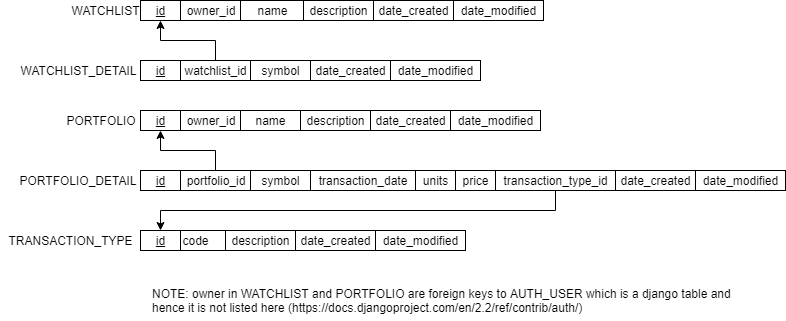 WATCHLIST id owner_id name description date_created date_modified
WATCHLIST_DETAIL id watchlist_id symbol date_created date_modified
PORTFOLIO id owner_id name description date_created date_modified
PORTFOLIO_DETAIL id portfolio_id symbol transaction_date units price transaction_type_id date_created date_modified
TRANSACTION_TYPE id code description date_created date_modified
NOTE: owner in WATCHLIST and PORTFOLIO are foreign keys to AUTH_USER which is a django table and
hence it is not listed here (https://docs.djangoproject.com/en/2.2/ref/contrib/auth/)